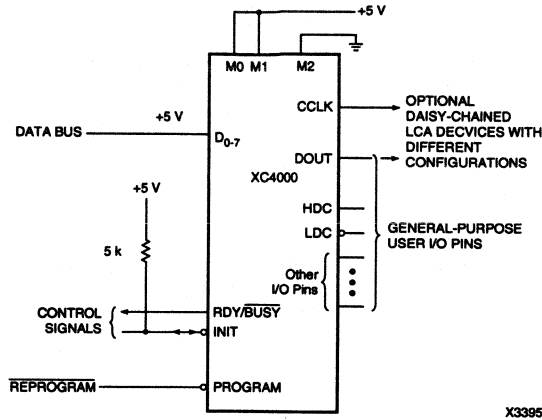 +5 V
M0 M1 M2
CCLK
OPTIONAL
DAISY-CHAINED
LCA DECVICES WITH
DIFFERENT
CONFIGURATIONS
+5 V
DATA BUS
D0-7
DOUT
XC4000
+5 V
HDC
LDC
GENERAL-PURPOSE
USER I/O PINS
5 k
Other
I/O Pins
CONTROL
SIGNALS
RDY/BUSY
INIT
REPROGRAM
PROGRAM
X3395